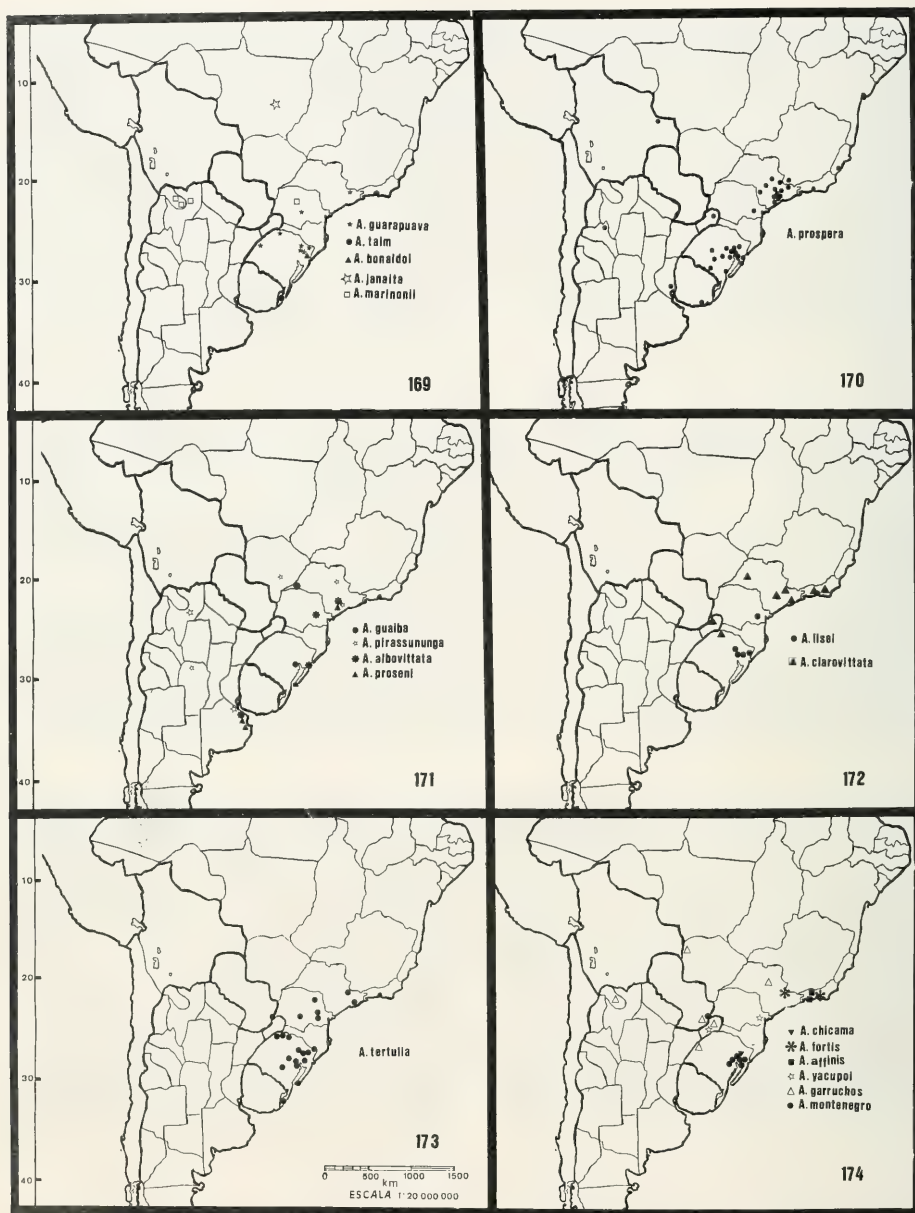 10
20
30
40
★ A. guarapuava
● A. taim
▲ A. bonaldoi
☆ A. janaita
□ A. marinonii
169
A. prospera
170
10
20
30
40
● A. guaiba
☆ A. pirassununga
✹ A. albovittata
▲ A. proseni
171
● A. lisei
▲ A. clarovittata
172
10
20
30
40
A. tertulia
173
0 500 1000 1500
km
ESCALA 1:20 000 000
▼ A. chicama
✳ A. fortis
■ A. affinis
☆ A. yacupoi
△ A. garruchos
● A. montenegro
174